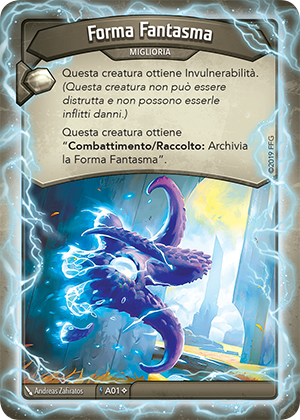 Forma Fantasma
MIGLIORIA
Questa creatura ottiene Invulnerabilità.
(Questa creatura non può essere
distrutta e non possono esserle
inflitti danni.)
Questa creatura ottiene
“Combattimento/Raccolto: Archivia
la Forma Fantasma”.
©2019 FFG
Andreas Zafiratos
A01